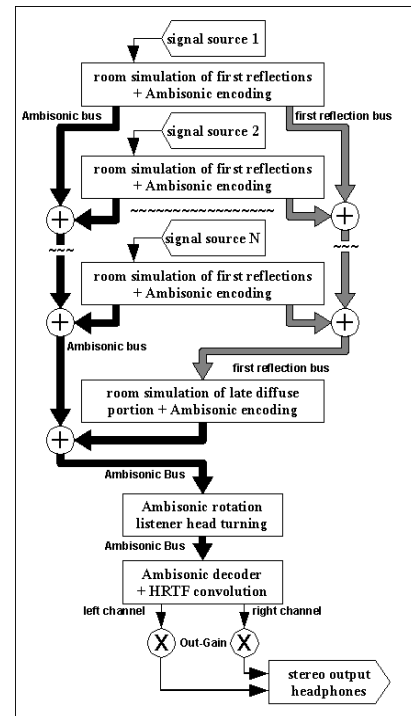 signal source 1
room simulation of first reflections
+ Ambisonic encoding
Ambisonic bus
first reflection bus
signal source 2
room simulation of first reflections
+ Ambisonic encoding
+
+
~~~~~~~~~~~~~~~~
~~~
~~~
signal source N
room simulation of first reflections
+ Ambisonic encoding
+
+
Ambisonic bus
first reflection bus
room simulation of late diffuse
portion + Ambisonic encoding
+
Ambisonic Bus
Ambisonic rotation
listener head turning
Ambisonic Bus
Ambisonic decoder
+ HRTF convolution
left channel
right channel
X
Out-Gain
X
stereo output
headphones